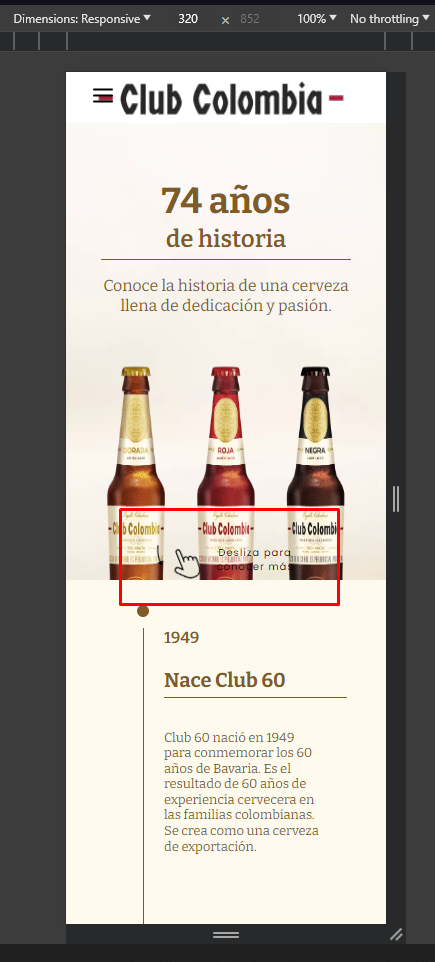 Dimensions: Responsive 320 × 852 100% No throttling
Club Colombia
74 años
de historia
Conoce la historia de una cerveza
llena de dedicación y pasión.
DORADA
ROJA
NEGRA
Club Colombia
Club Colombia
Club Colombia
Desliza para
conocer más
1949
Nace Club 60
Club 60 nació en 1949
para conmemorar los 60
años de Bavaria. Es el
resultado de 60 años de
experiencia cervecera en
las familias colombianas.
Se crea como una cerveza
de exportación.